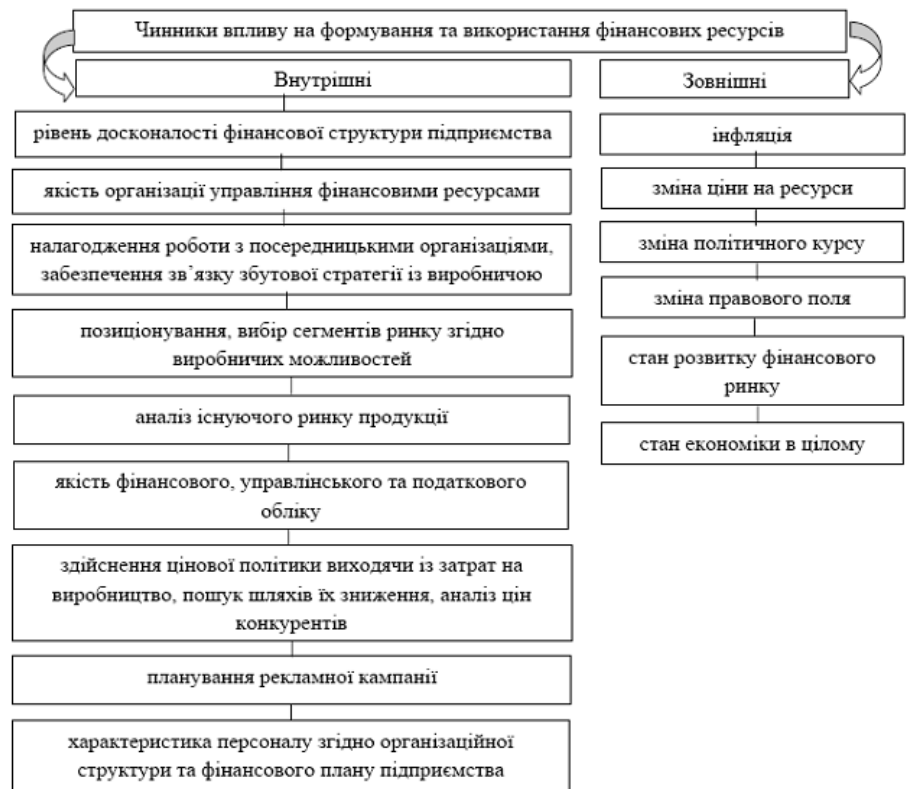 Чинники впливу на формування та використання фінансових ресурсів
Внутрішні
рівень досконалості фінансової структури підприємства
якість організації управління фінансовими ресурсами
налагодження роботи з посередницькими організаціями,
забезпечення зв’язку збутової стратегії із виробничою
позиціонування, вибір сегментів ринку згідно
виробничих можливостей
аналіз існуючого ринку продукції
якість фінансового, управлінського та податкового
обліку
здійснення цінової політики виходячи із затрат на
виробництво, пошук шляхів їх зниження, аналіз цін
конкурентів
планування рекламної кампанії
характеристика персоналу згідно організаційної
структури та фінансового плану підприємства
Зовнішні
інфляція
зміна ціни на ресурси
зміна політичного курсу
зміна правового поля
стан розвитку фінансового
ринку
стан економіки в цілому